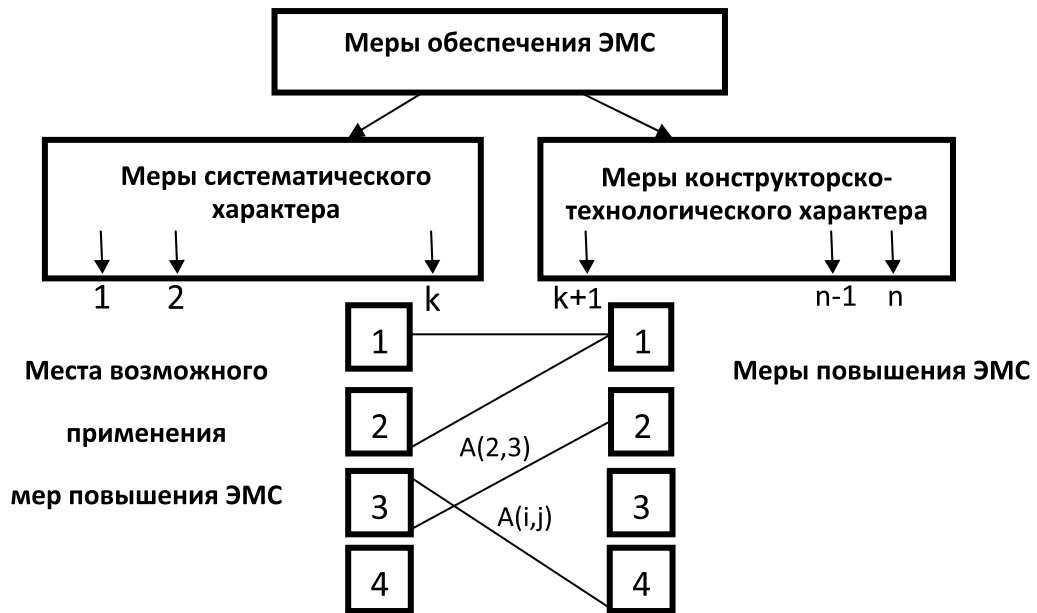 Меры обеспечения ЭМС
Меры систематического
характера
Меры конструкторско-
технологического характера
1 2 k
k+1 n-1 n
Места возможного
применения
мер повышения ЭМС
1
2
3
4
A(2,3)
A(i,j)
1
2
3
4
Меры повышения ЭМС